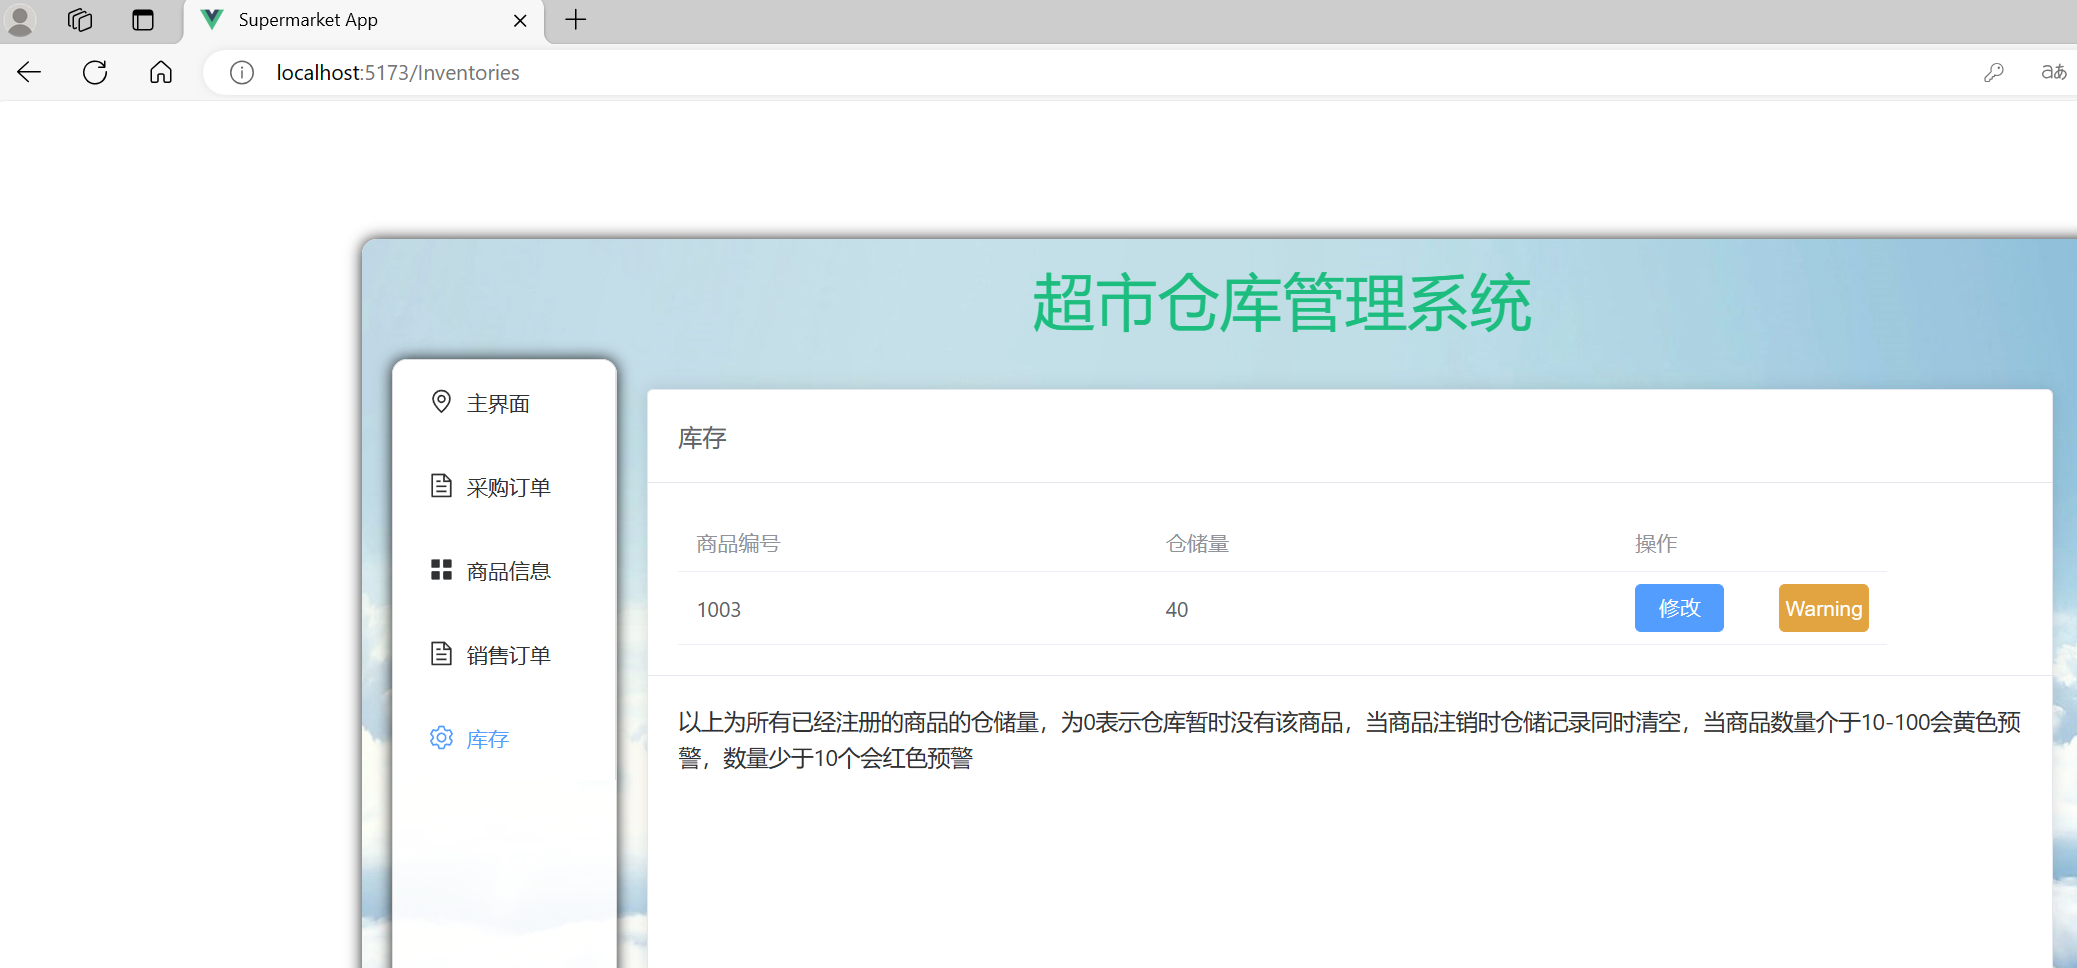 Supermarket App
localhost:5173/Inventories
aあ
超市仓库管理系统
主界面
采购订单
商品信息
销售订单
库存
库存
商品编号 仓储量 操作
1003 40 修改 Warning
以上为所有已经注册的商品的仓储量，为0表示仓库暂时没有该商品，当商品注销时仓储记录同时清空，当商品数量介于10-100会黄色预
警，数量少于10个会红色预警